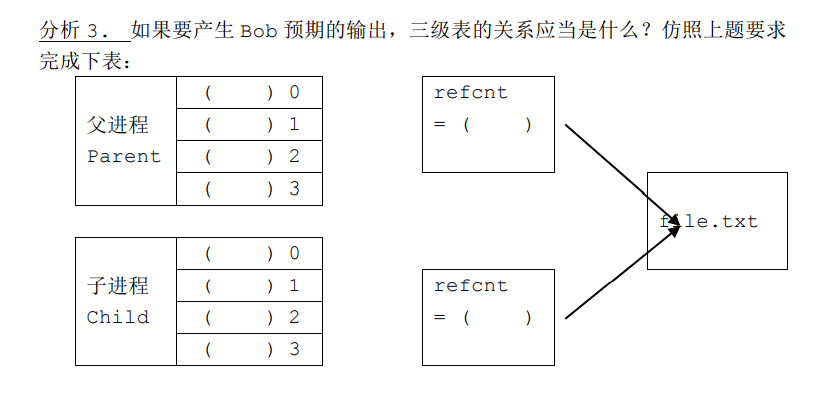 分析 3. 如果要产生 Bob 预期的输出，三级表的关系应当是什么？仿照上题要求
完成下表：
父进程
Parent
(    ) 0
(    ) 1
(    ) 2
(    ) 3
refcnt
= (    )
file.txt
子进程
Child
(    ) 0
(    ) 1
(    ) 2
(    ) 3
refcnt
= (    )